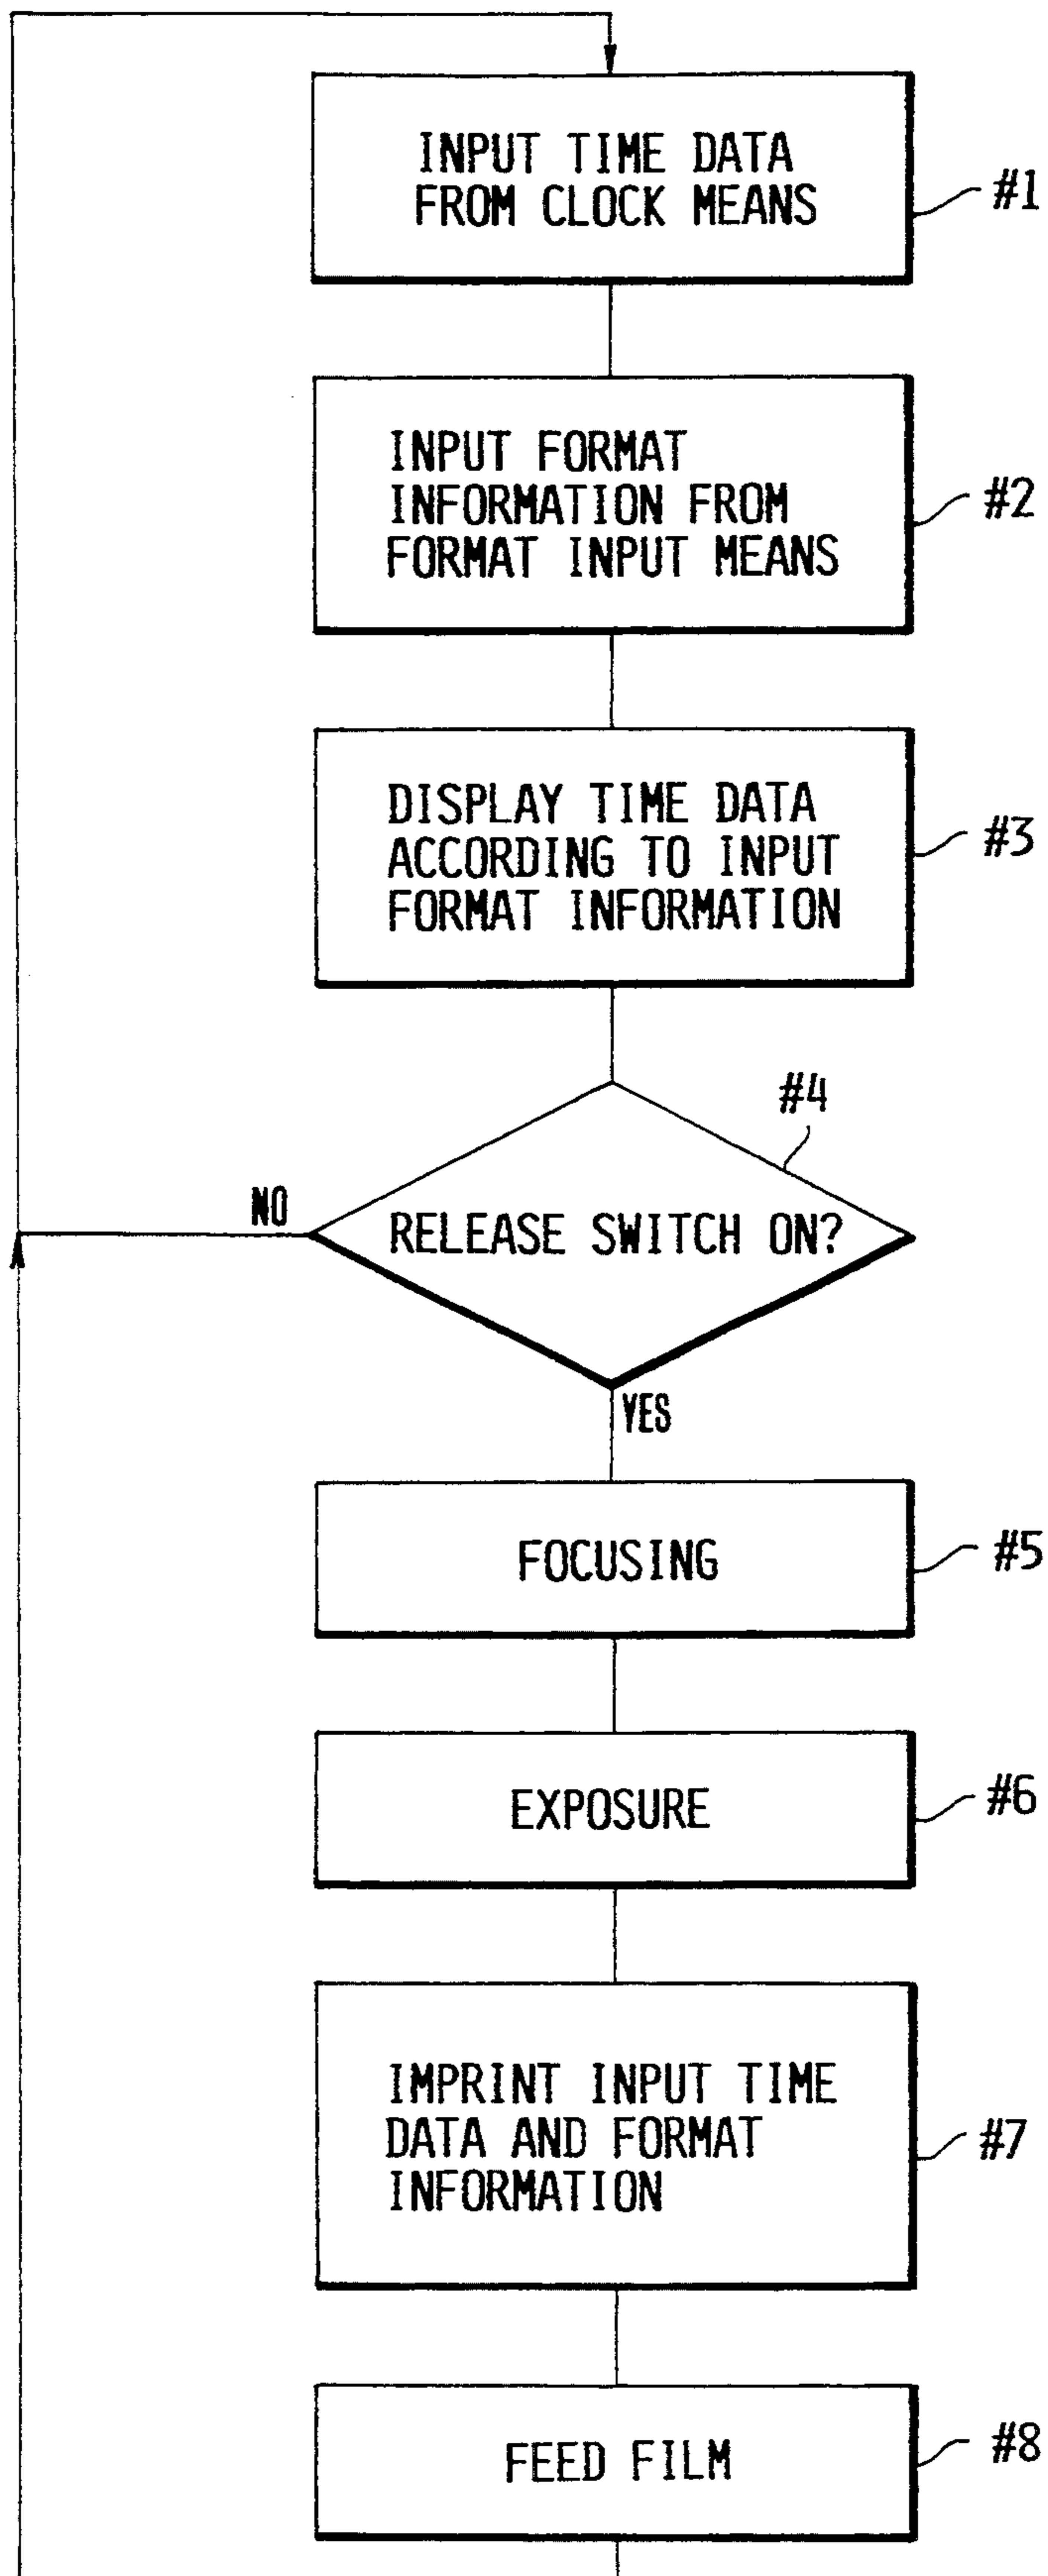 INPUT TIME DATA
FROM CLOCK MEANS
#1
INPUT FORMAT
INFORMATION FROM
FORMAT INPUT MEANS
#2
DISPLAY TIME DATA
ACCORDING TO INPUT
FORMAT INFORMATION
#3
#4
NO
RELEASE SWITCH ON?
YES
FOCUSING
#5
EXPOSURE
#6
IMPRINT INPUT TIME
DATA AND FORMAT
INFORMATION
#7
FEED FILM
#8